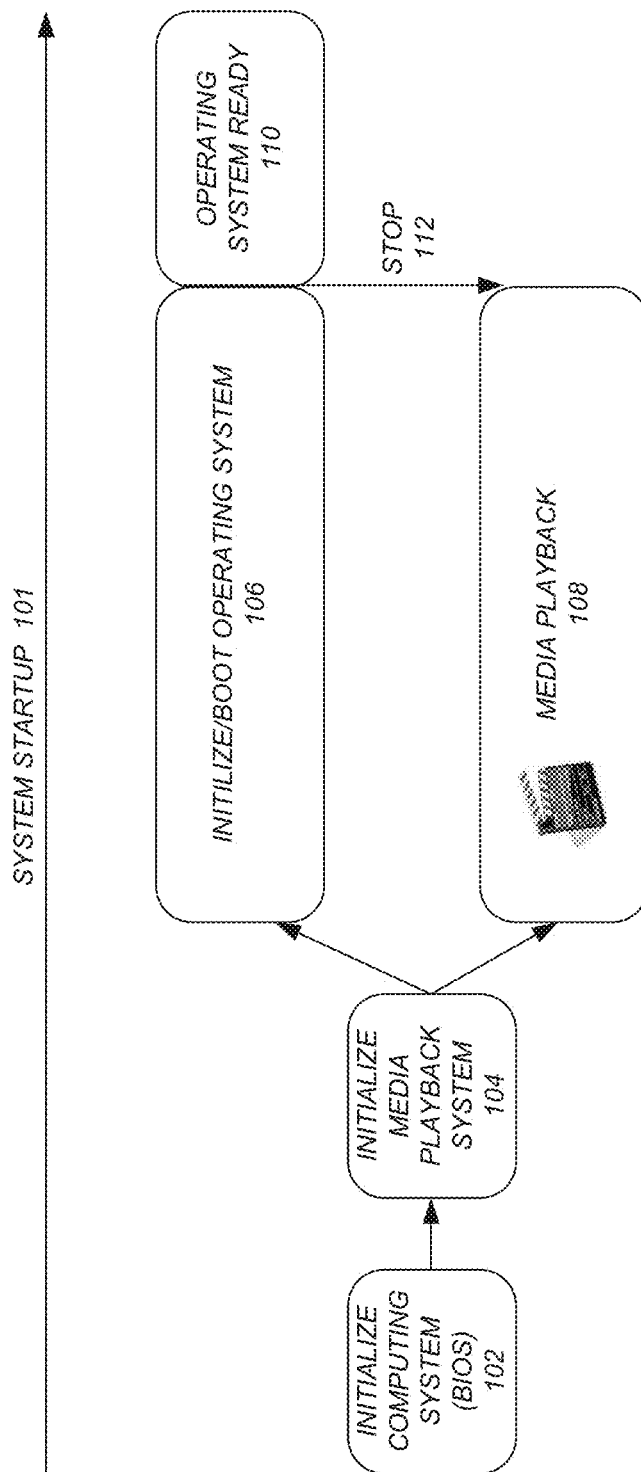 SYSTEM STARTUP 101
INITIALIZE
COMPUTING
SYSTEM
(BIOS)
102
INITIALIZE
MEDIA
PLAYBACK
SYSTEM
104
INITILIZE/BOOT OPERATING SYSTEM
106
OPERATING
SYSTEM READY
110
STOP
112
MEDIA PLAYBACK
108